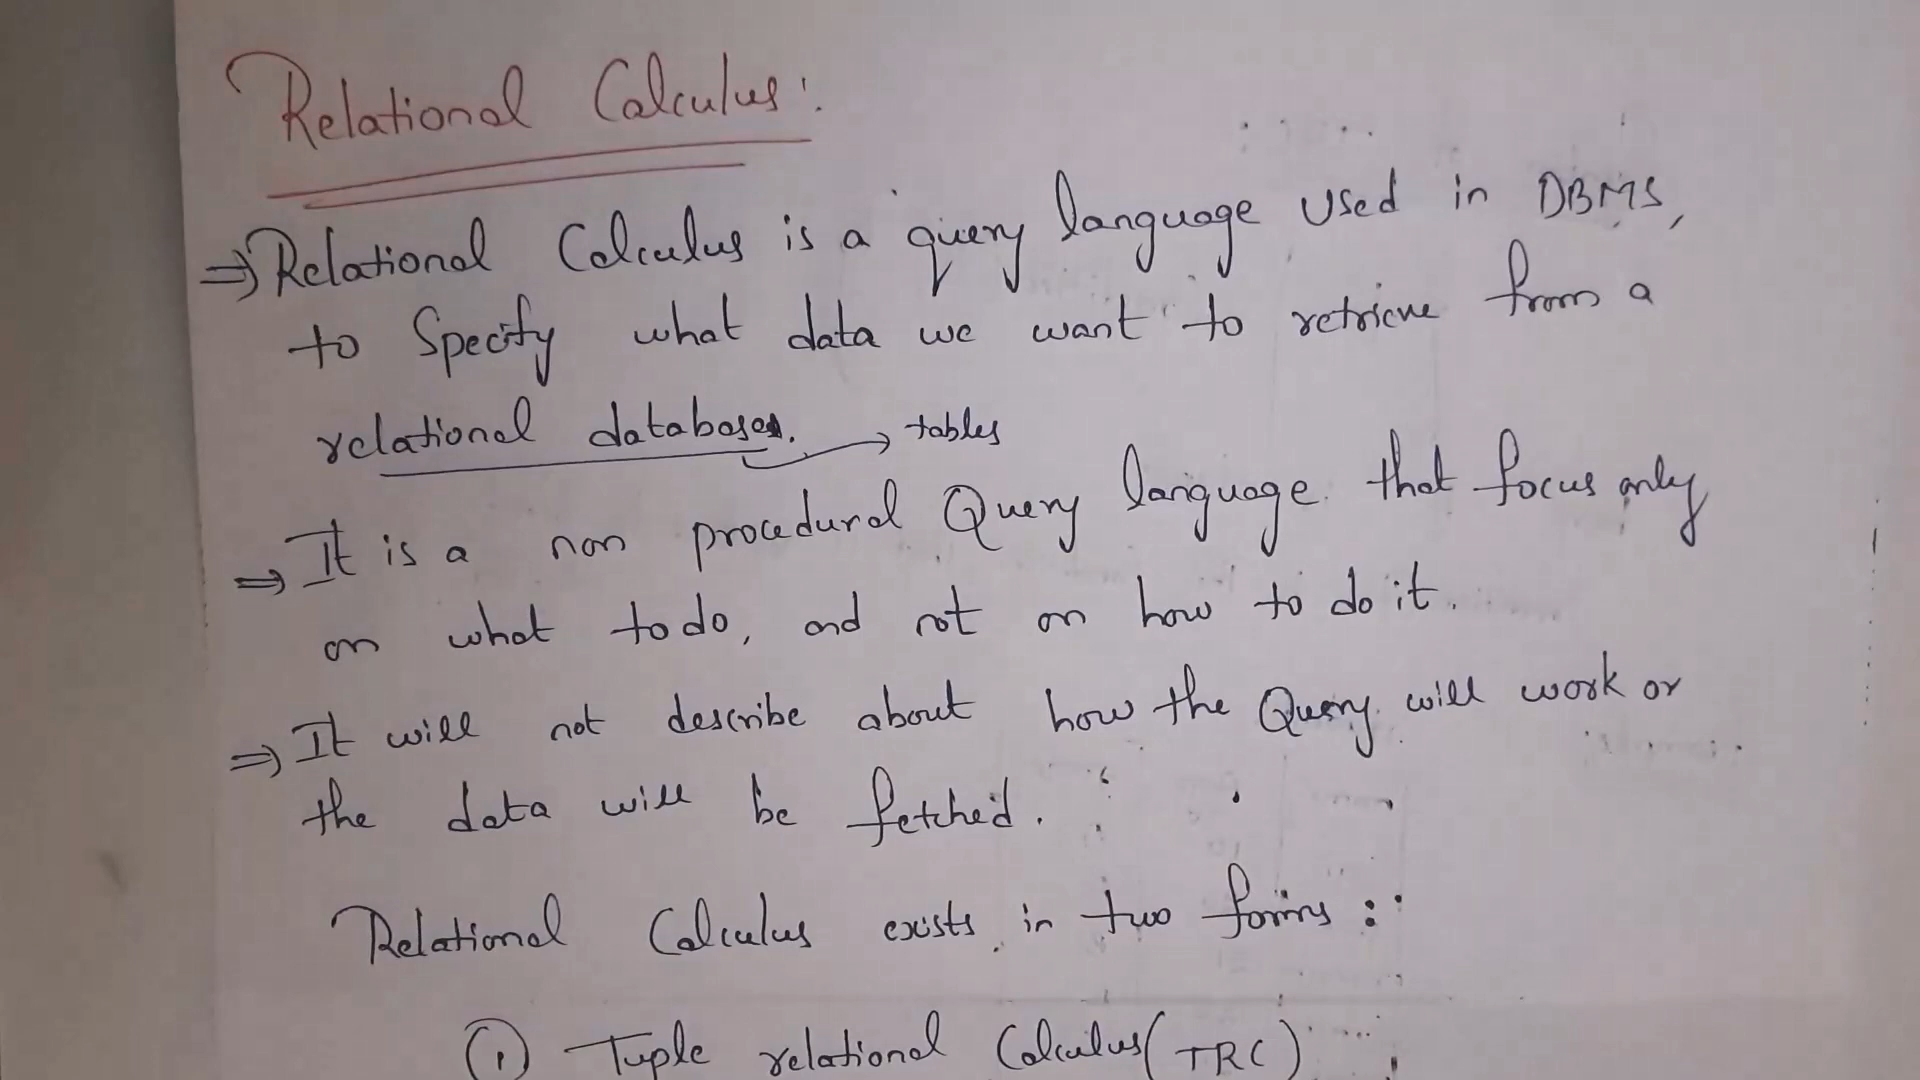 Relational Calculus:
⇒ Relational Calculus is a query language used in DBMS,
to Specify what data we want to retrieve from a
relational databases. → tables
⇒ It is a non procedural Query language that focus only
on what to do, and not on how to do it.
⇒ It will not describe about how the Query will work or
the data will be fetched.
Relational Calculus exists in two forms:
① Tuple relational Calculus (TRC)